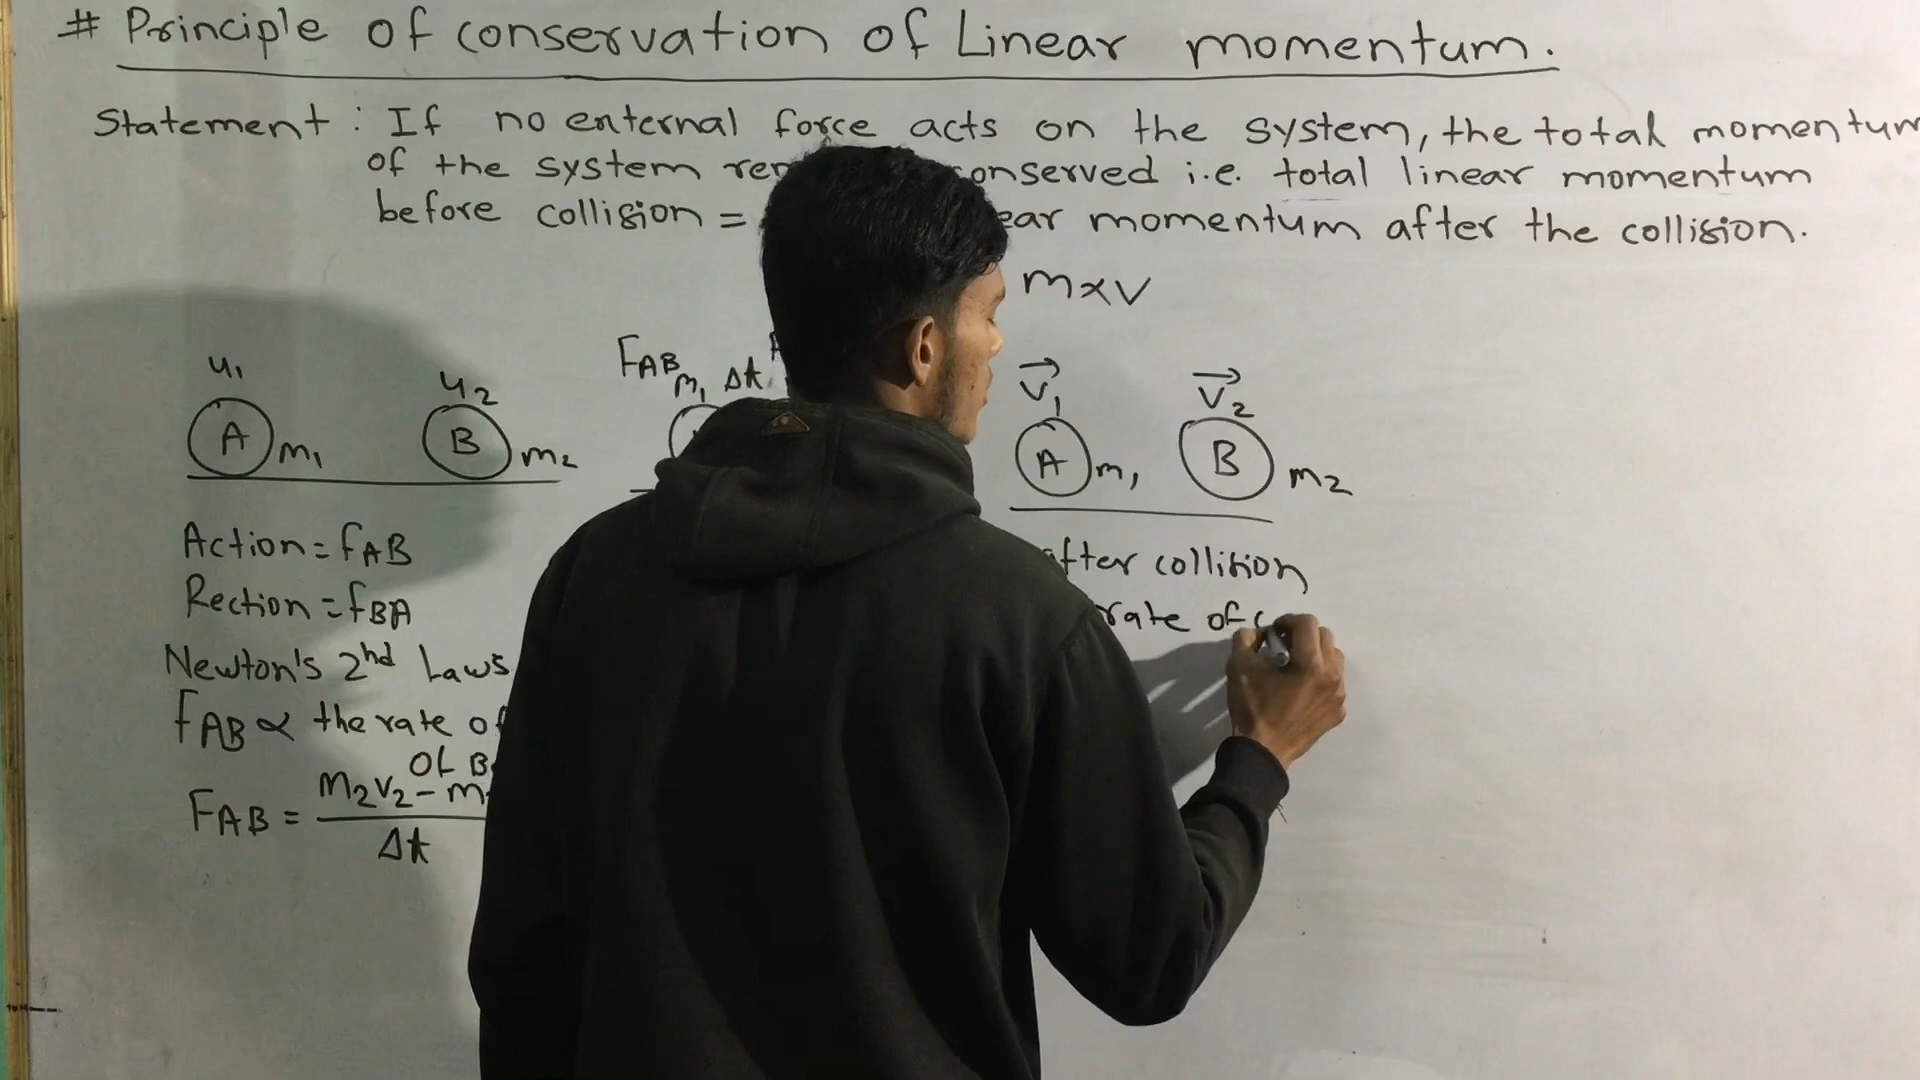 # Principle of conservation of Linear momentum.
Statement: If no enternal force acts on the system, the total momentum
of the system conserved i.e. total linear momentum
before collision = momentum after the collision.
m×v
u₁ u₂ FAB m₁ Δt v₁ v₂
A m₁ B m₂ A m₁ B m₂
Action = fAB
after collision
Rection = fBA
rate of
Newton's 2nd Laws
fAB ∝ the rate of
of
FAB = m₂v₂ -
Δt